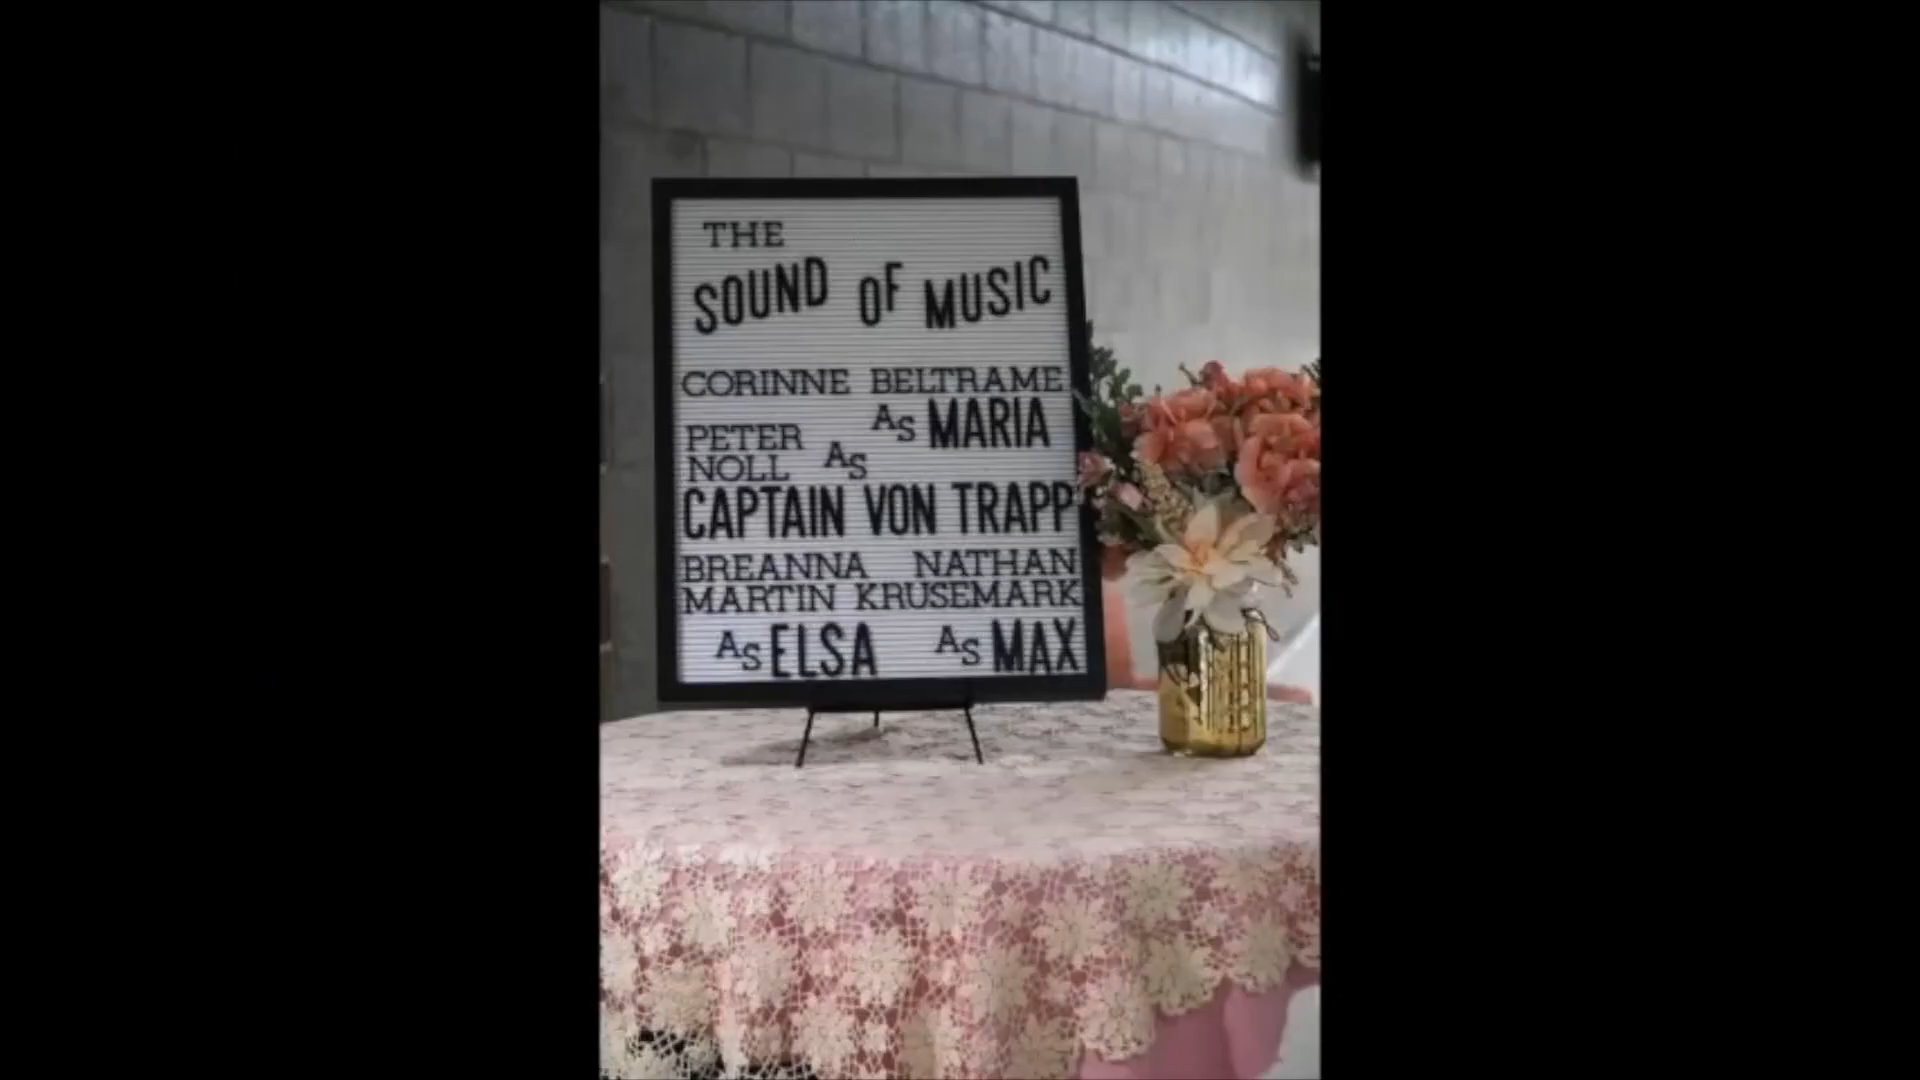 THE
SOUND OF MUSIC
CORINNE BELTRAME
AS MARIA
PETER
NOLL AS
CAPTAIN VON TRAPP
BREANNA NATHAN
MARTIN KRUSEMARK
AS ELSA AS MAX